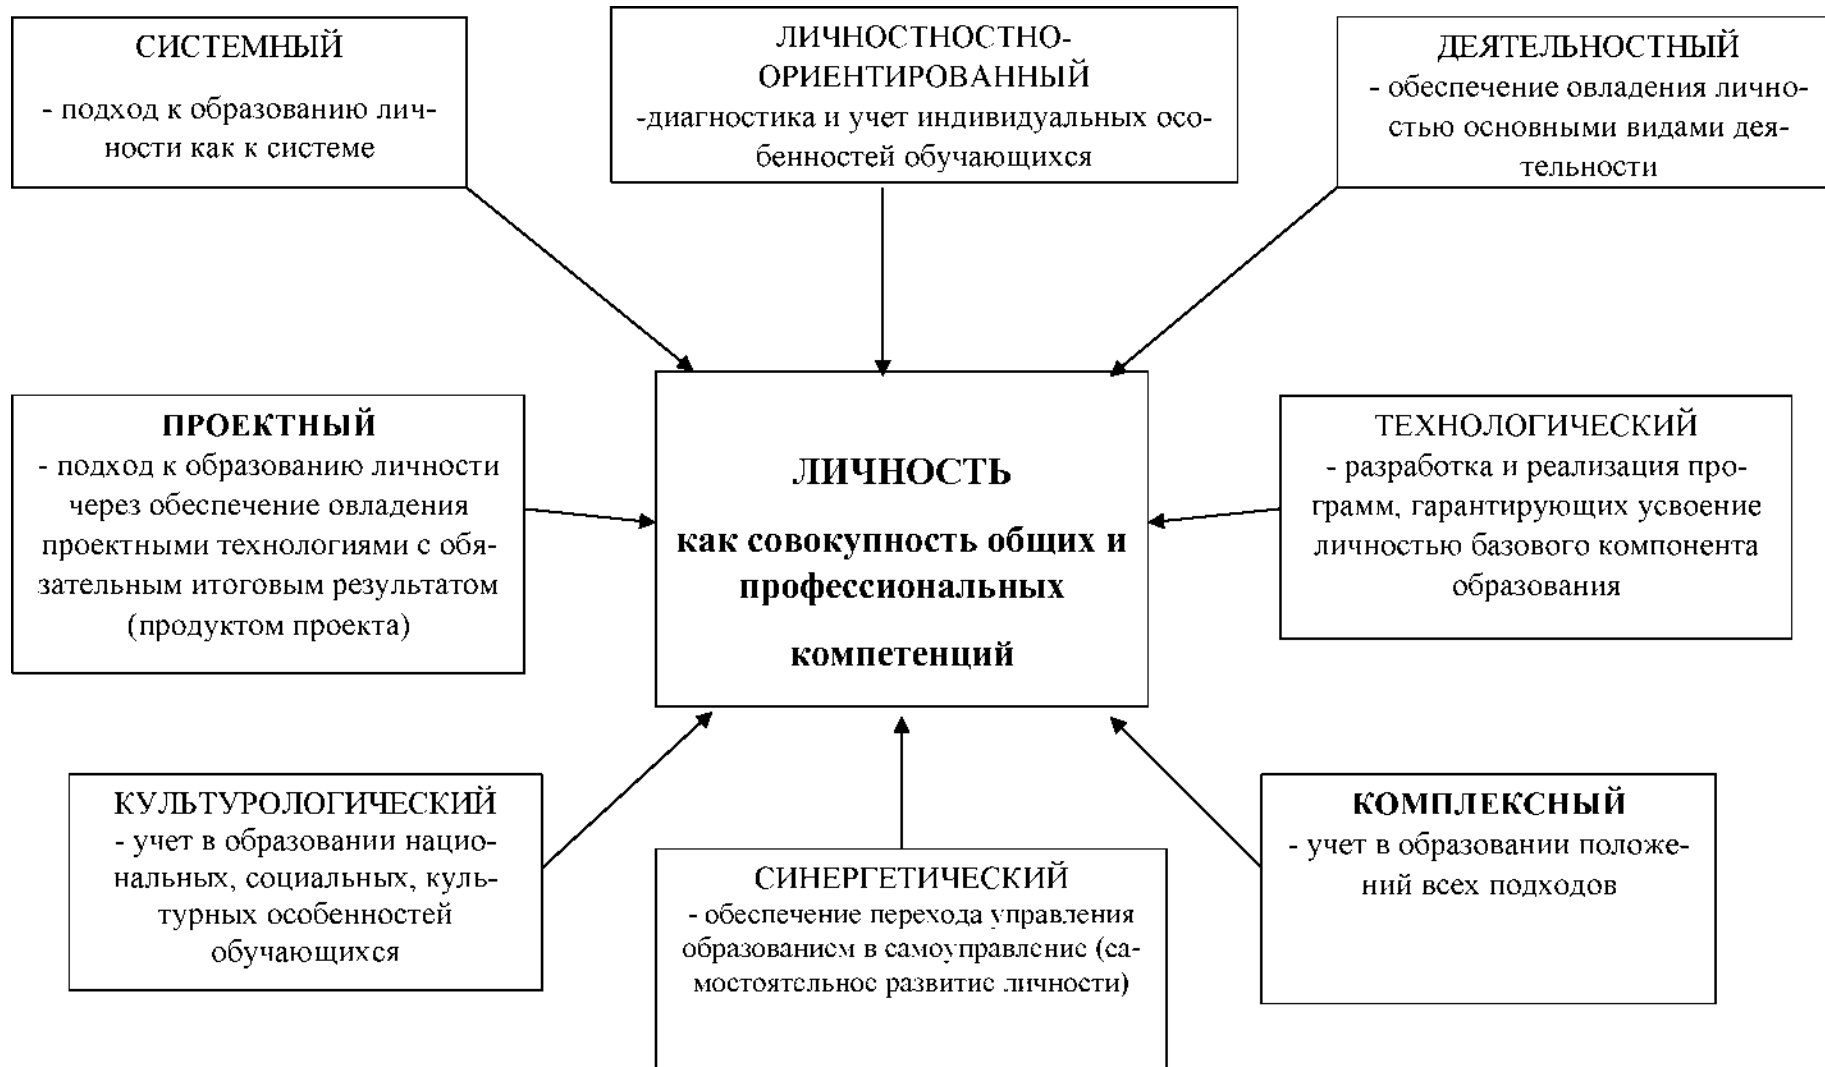 СИСТЕМНЫЙ
- подход к образованию лич-
ности как к системе
ЛИЧНОСТНОСТНО-
ОРИЕНТИРОВАННЫЙ
-диагностика и учет индивидуальных осо-
бенностей обучающихся
ДЕЯТЕЛЬНОСТНЫЙ
- обеспечение овладения лично-
стью основными видами дея-
тельности
ПРОЕКТНЫЙ
- подход к образованию личности
через обеспечение овладения
проектными технологиями с обя-
зательным итоговым результатом
(продуктом проекта)
ЛИЧНОСТЬ
как совокупность общих и
профессиональных
компетенций
ТЕХНОЛОГИЧЕСКИЙ
- разработка и реализация про-
грамм, гарантирующих усвоение
личностью базового компонента
образования
КУЛЬТУРОЛОГИЧЕСКИЙ
- учет в образовании нацио-
нальных, социальных, куль-
турных особенностей
обучающихся
СИНЕРГЕТИЧЕСКИЙ
- обеспечение перехода управления
образованием в самоуправление (са-
мостоятельное развитие личности)
КОМПЛЕКСНЫЙ
- учет в образовании положе-
ний всех подходов